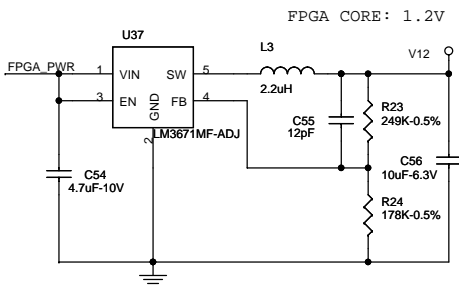 FPGA CORE: 1.2V
U37
L3
V12
FPGA_PWR
1
VIN
SW
5
2.2uH
3
EN
FB
4
GND
2
LM3671MF-ADJ
C55
12pF
R23
249K-0.5%
C54
4.7uF-10V
C56
10uF-6.3V
R24
178K-0.5%